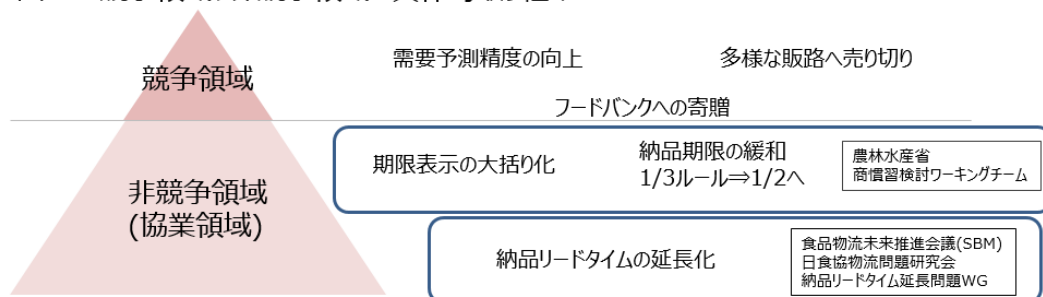 需要予測精度の向上
多様な販路へ売り切り
競争領域
フードバンクへの寄贈
期限表示の大括り化
納品期限の緩和
1/3ルール⇒1/2へ
農林水産省
商慣習検討ワーキングチーム
非競争領域
(協業領域)
納品リードタイムの延長化
食品物流未来推進会議(SBM)
日食協物流問題研究会
納品リードタイム延長問題WG